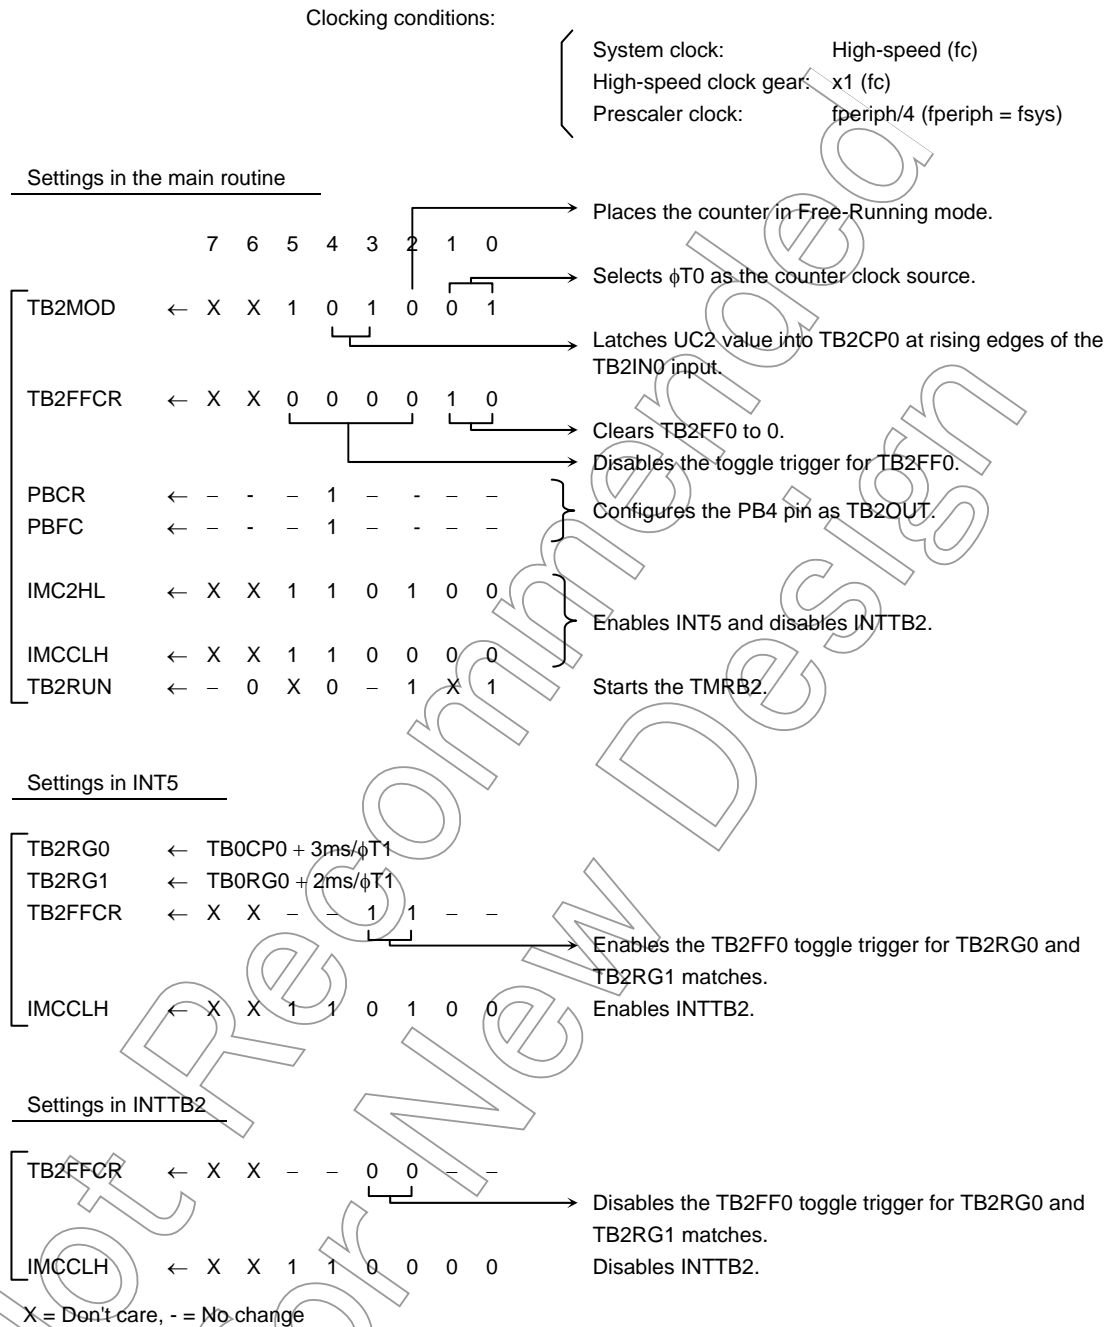 Clocking conditions:
System clock: High-speed (fc)
High-speed clock gear: x1 (fc)
Prescaler clock: fperiph/4 (fperiph = fsys)
Settings in the main routine
Places the counter in Free-Running mode.
7 6 5 4 3 2 1 0
Selects ϕT0 as the counter clock source.
TB2MOD ← X X 1 0 1 0 0 1
Latches UC2 value into TB2CP0 at rising edges of the
TB2IN0 input.
TB2FFCR ← X X 0 0 0 0 1 0
Clears TB2FF0 to 0.
Disables the toggle trigger for TB2FF0.
PBCR ← – - – 1 – - – –
Configures the PB4 pin as TB2OUT.
PBFC ← – - – 1 – - – –
IMC2HL ← X X 1 1 0 1 0 0
Enables INT5 and disables INTTB2.
IMCCLH ← X X 1 1 0 0 0 0
TB2RUN ← – 0 X 0 – 1 X 1 Starts the TMRB2.
Settings in INT5
TB2RG0 ← TB0CP0 + 3ms/ϕT1
TB2RG1 ← TB0RG0 + 2ms/ϕT1
TB2FFCR ← X X – – 1 1 – –
Enables the TB2FF0 toggle trigger for TB2RG0 and
TB2RG1 matches.
IMCCLH ← X X 1 1 0 1 0 0 Enables INTTB2.
Settings in INTTB2
TB2FFCR ← X X – – 0 0 – –
Disables the TB2FF0 toggle trigger for TB2RG0 and
TB2RG1 matches.
IMCCLH ← X X 1 1 0 0 0 0 Disables INTTB2.
X = Don't care, - = No change
Not Recommended
for New Design